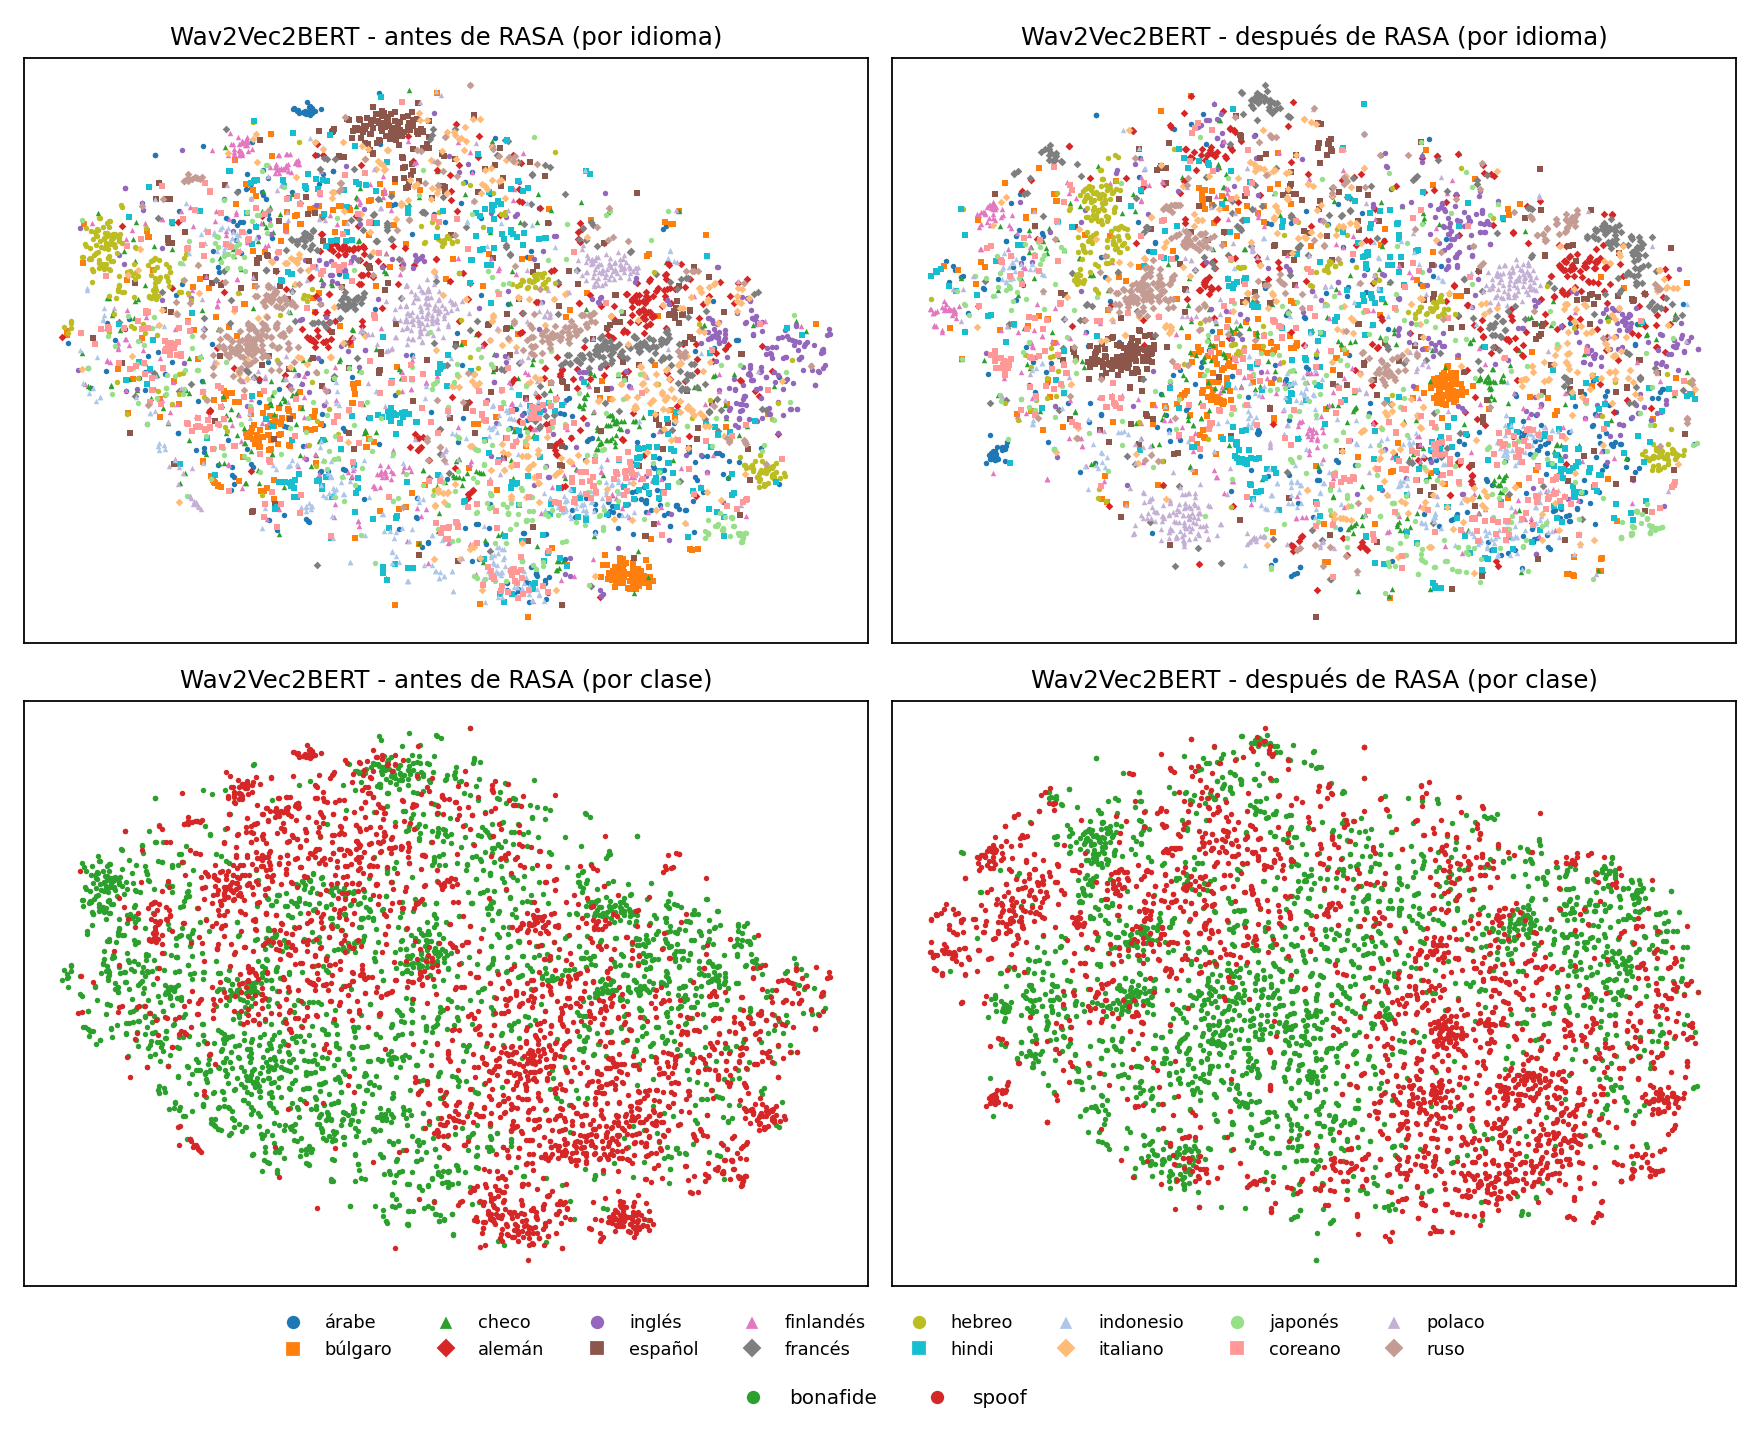 Wav2Vec2BERT - antes de RASA (por idioma)
Wav2Vec2BERT - después de RASA (por idioma)
Wav2Vec2BERT - antes de RASA (por clase)
Wav2Vec2BERT - después de RASA (por clase)
árabe checo inglés finlandés hebreo indonesio japonés polaco
búlgaro alemán español francés hindi italiano coreano ruso
bonafide spoof